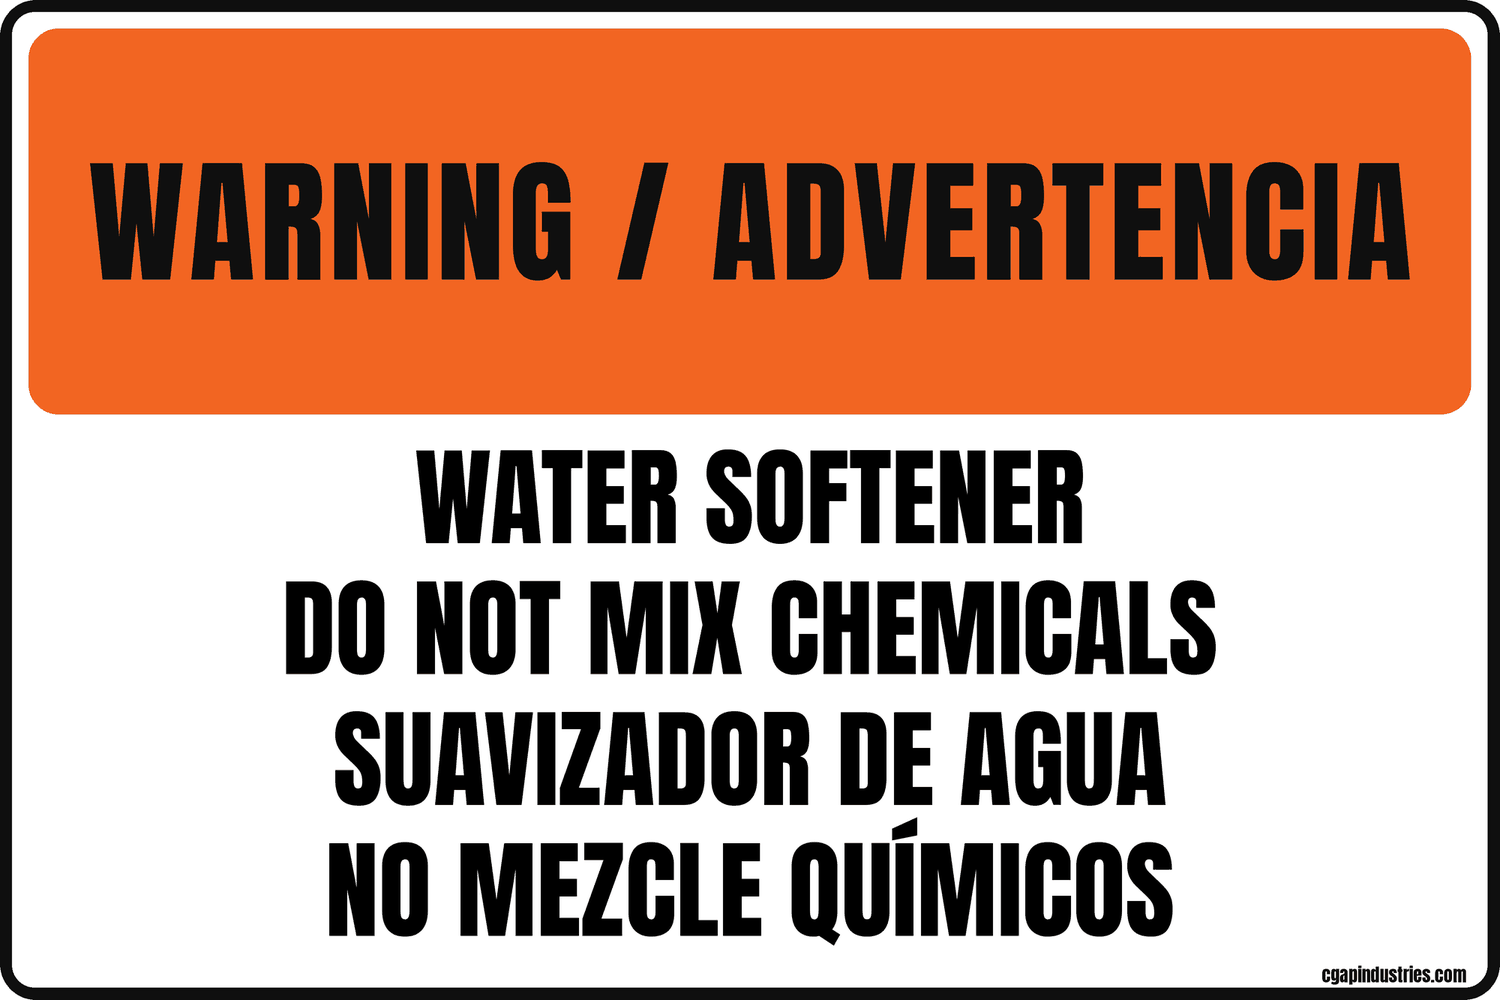 WARNING / ADVERTENCIA
WATER SOFTENER
DO NOT MIX CHEMICALS
SUAVIZADOR DE AGUA
NO MEZCLE QUÍMICOS
cgapindustries.com